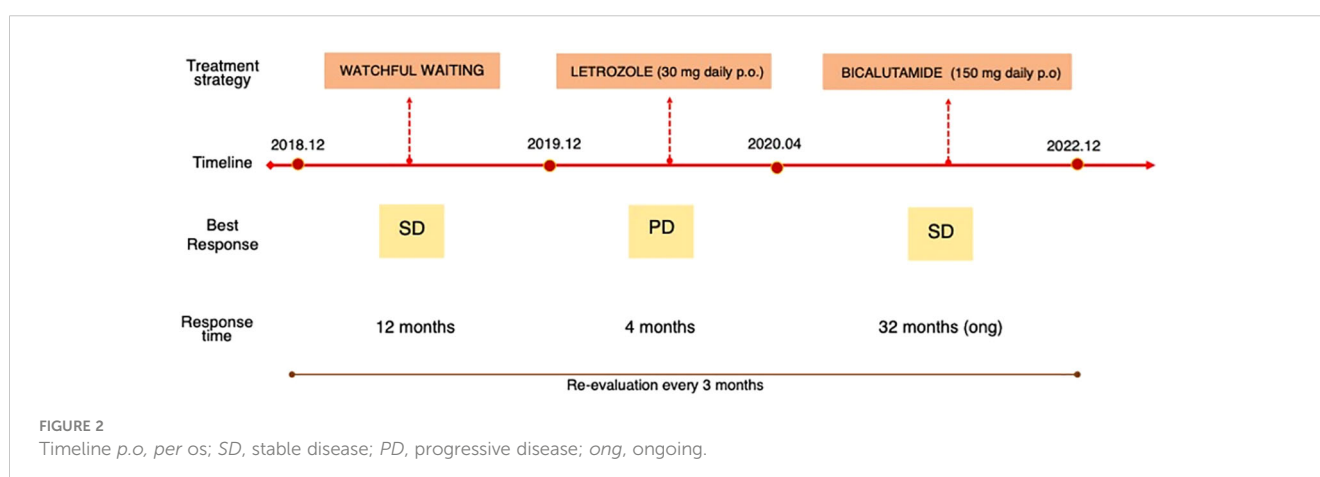 Treatment
strategy
WATCHFUL WAITING
LETROZOLE (30 mg daily p.o.)
BICALUTAMIDE (150 mg daily p.o)
Timeline
2018.12
2019.12
2020.04
2022.12
Best
Response
SD
PD
SD
Response
time
12 months
4 months
32 months (ong)
Re-evaluation every 3 months
FIGURE 2
Timeline p.o, per os; SD, stable disease; PD, progressive disease; ong, ongoing.